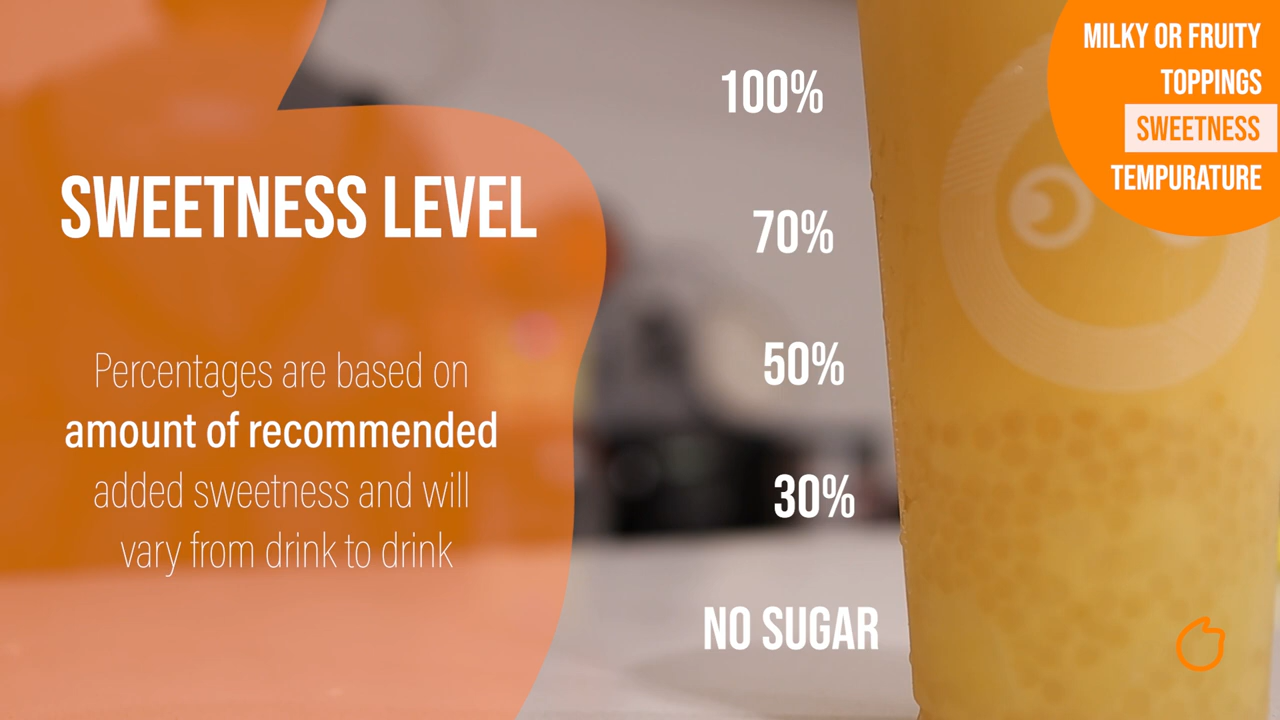 SWEETNESS LEVEL
Percentages are based on
amount of recommended
added sweetness and will
vary from drink to drink
100%
70%
50%
30%
NO SUGAR
MILKY OR FRUITY
TOPPINGS
SWEETNESS
TEMPURATURE